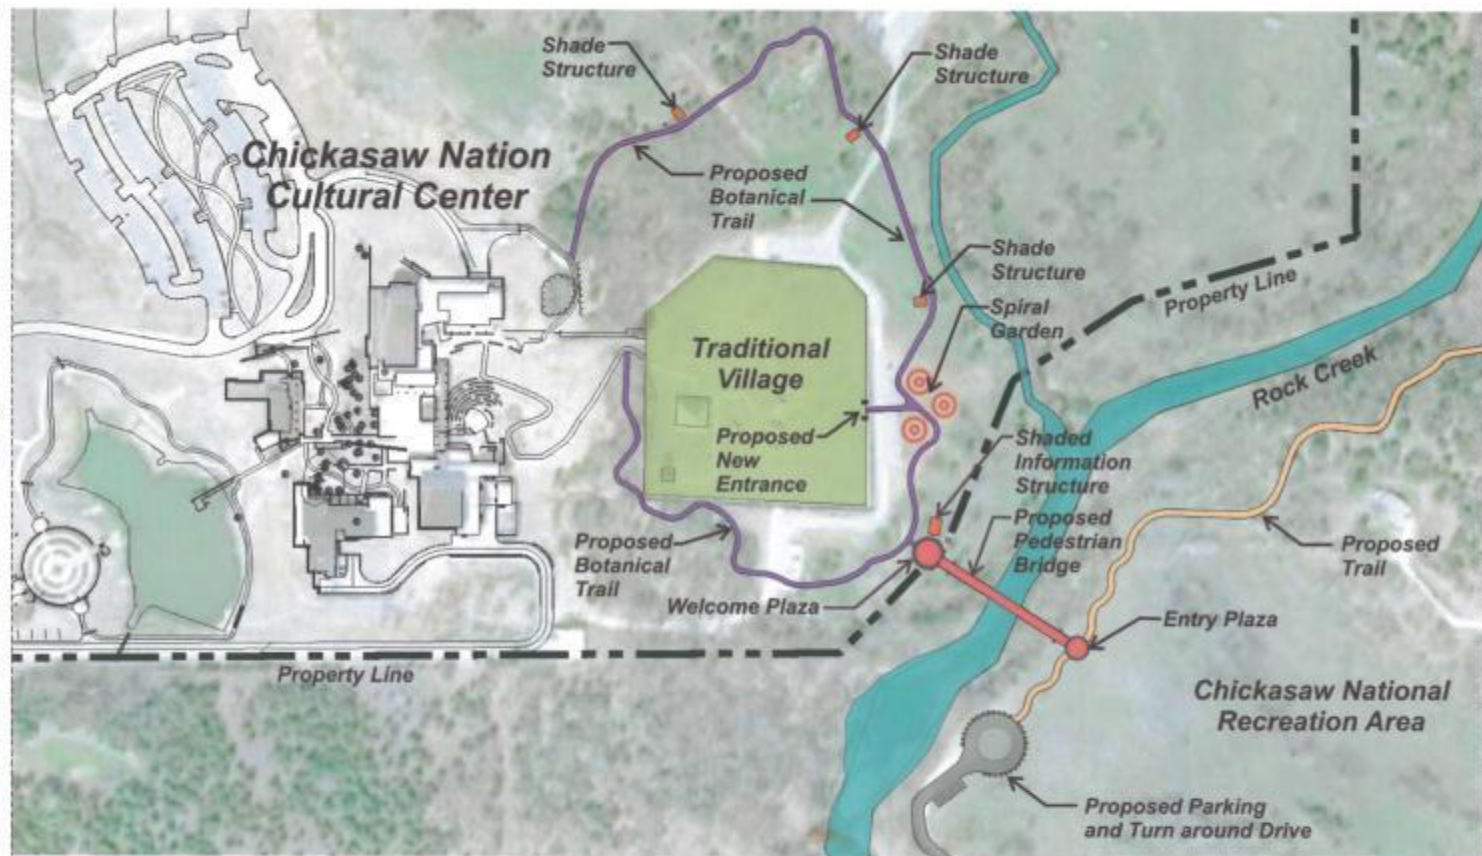 Shade
Structure
Shade
Structure
Chickasaw Nation
Cultural Center
Proposed
Botanical
Trail
Shade
Structure
Property Line
Spiral
Garden
Traditional
Village
Rock Creek
Proposed
New
Entrance
Shaded
Information
Structure
Proposed
Pedestrian
Bridge
Proposed
Botanical
Trail
Proposed
Trail
Welcome Plaza
Entry Plaza
Property Line
Chickasaw National
Recreation Area
Proposed Parking
and Turn around Drive